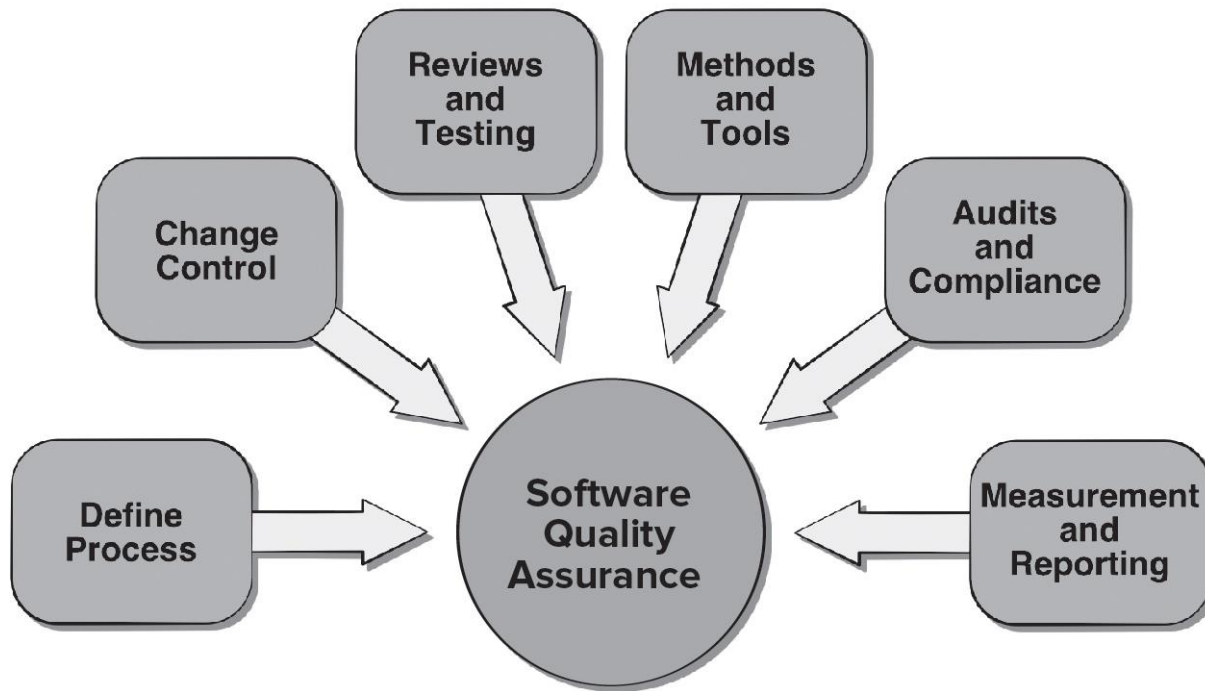 Reviews
and
Testing
Methods
and
Tools
Change
Control
Audits
and
Compliance
Define
Process
Software
Quality
Assurance
Measurement
and
Reporting